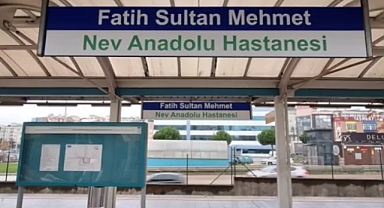 Fatih Sultan Mehmet
Nev Anadolu Hastanesi
Fatih Sultan Mehmet
Nev Anadolu Hastanesi